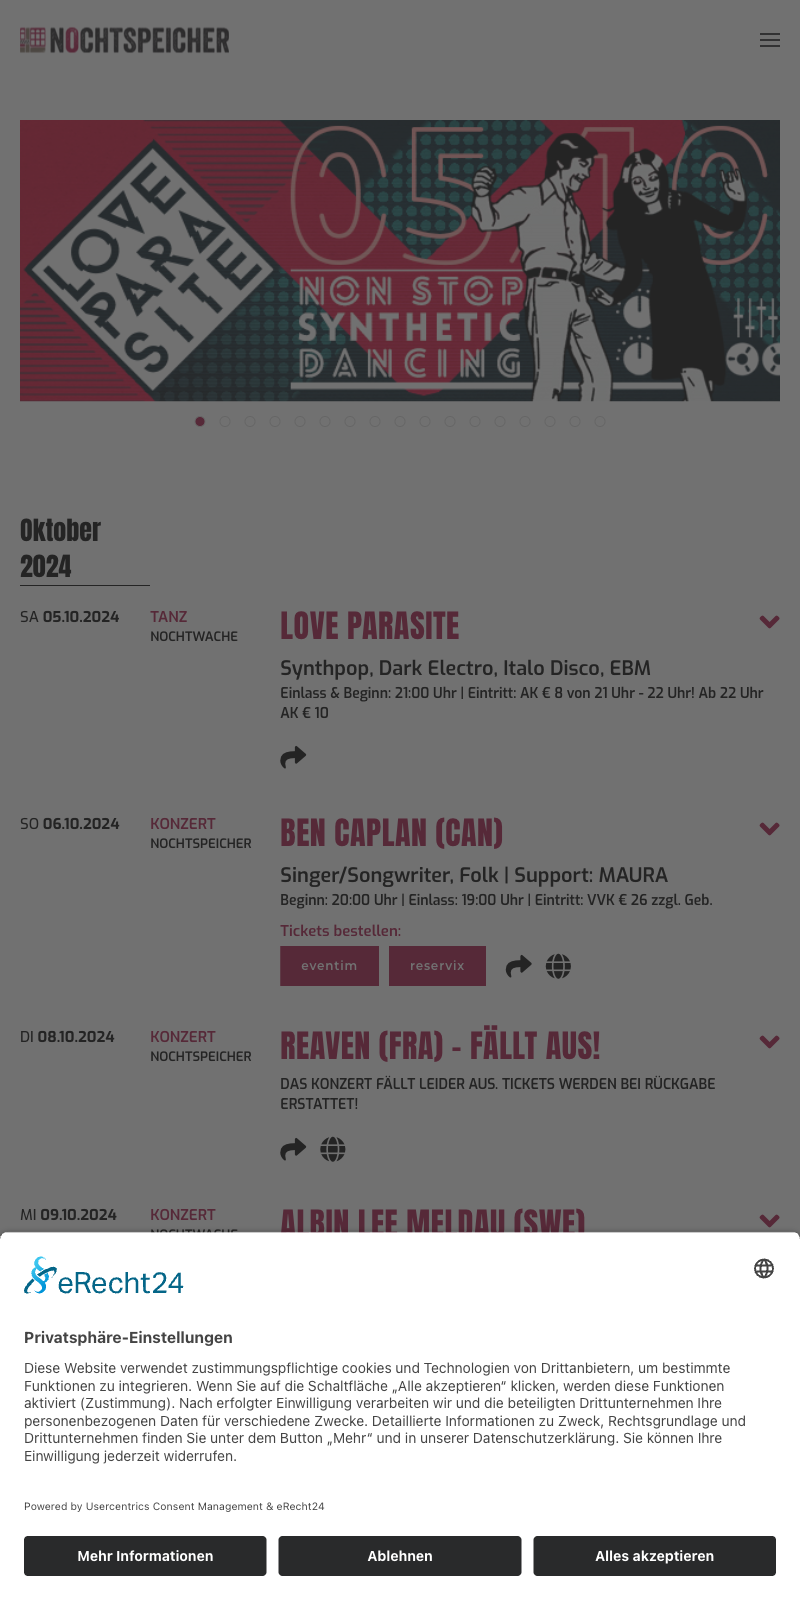 NOCHTSPEICHER
LOVE
PARA
SITE
05.10
NON STOP
SYNTHETIC
DANCING
Oktober
2024
SA 05.10.2024
TANZ
NOCHTWACHE
LOVE PARASITE
Synthpop, Dark Electro, Italo Disco, EBM
Einlass & Beginn: 21:00 Uhr | Eintritt: AK € 8 von 21 Uhr - 22 Uhr! Ab 22 Uhr
AK € 10
SO 06.10.2024
KONZERT
NOCHTSPEICHER
BEN CAPLAN (CAN)
Singer/Songwriter, Folk | Support: MAURA
Beginn: 20:00 Uhr | Einlass: 19:00 Uhr | Eintritt: VVK € 26 zzgl. Geb.
Tickets bestellen:
eventim reservix
DI 08.10.2024
KONZERT
NOCHTSPEICHER
REAVEN (FRA) - FÄLLT AUS!
DAS KONZERT FÄLLT LEIDER AUS. TICKETS WERDEN BEI RÜCKGABE
ERSTATTET!
MI 09.10.2024
KONZERT
NOCHTWACHE
ALBIN LEE MELDAU (SWE)
eRecht24
Privatsphäre-Einstellungen
Diese Website verwendet zustimmungspflichtige cookies und Technologien von Drittanbietern, um bestimmte
Funktionen zu integrieren. Wenn Sie auf die Schaltfläche „Alle akzeptieren“ klicken, werden diese Funktionen
aktiviert (Zustimmung). Nach erfolgter Einwilligung verarbeiten wir und die beteiligten Drittunternehmen Ihre
personenbezogenen Daten für verschiedene Zwecke. Detaillierte Informationen zu Zweck, Rechtsgrundlage und
Drittunternehmen finden Sie unter dem Button „Mehr“ und in unserer Datenschutzerklärung. Sie können Ihre
Einwilligung jederzeit widerrufen.
Powered by Usercentrics Consent Management & eRecht24
Mehr Informationen Ablehnen Alles akzeptieren